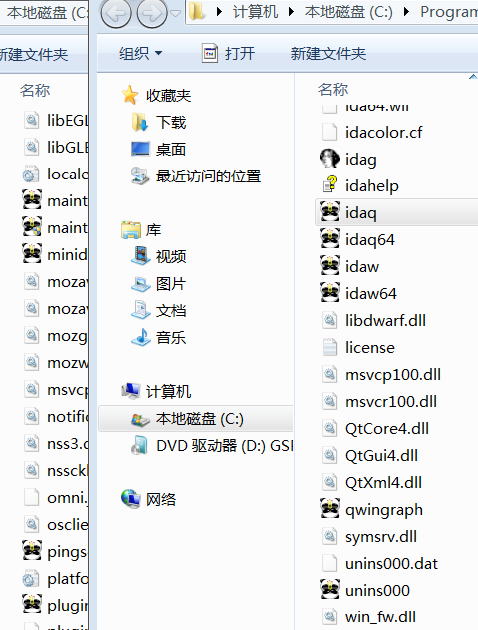 本地磁盘 (C:)
新建文件夹
名称
libEGL
libGLE
localc
maint
maint
minid
moza
moza
mozg
mozw
msvcp
notific
nss3.d
nssckl
omni.j
osclie
pings
platfo
plugin
计算机 本地磁盘 (C:) Program
组织 打开 新建文件夹
收藏夹
下载
桌面
最近访问的位置
库
视频
图片
文档
音乐
计算机
本地磁盘 (C:)
DVD 驱动器 (D:) GSI
网络
名称
ida64.wll
idacolor.cf
idag
idahelp
idaq
idaq64
idaw
idaw64
libdwarf.dll
license
msvcp100.dll
msvcr100.dll
QtCore4.dll
QtGui4.dll
QtXml4.dll
qwingraph
symsrv.dll
unins000.dat
unins000
win_fw.dll